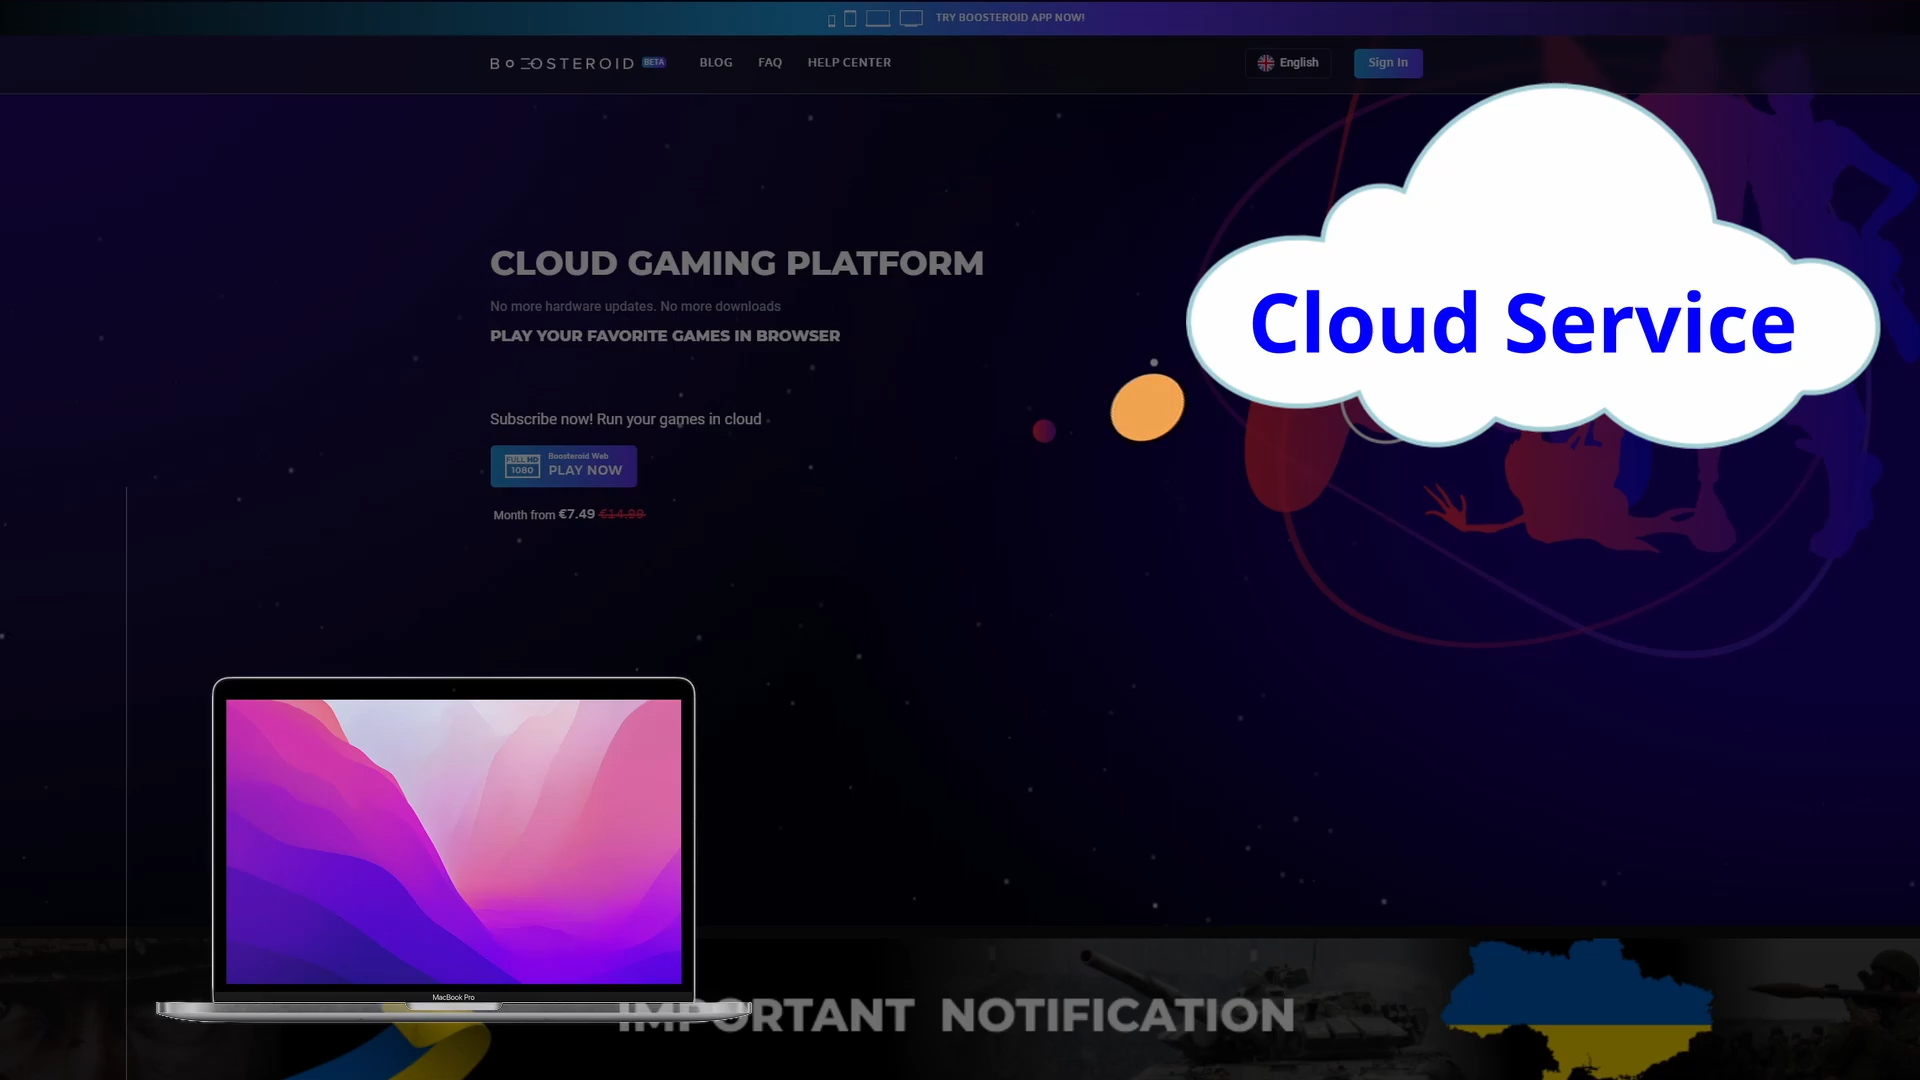 TRY BOOSTEROID APP NOW!
BOOSTEROID BETA
BLOG
FAQ
HELP CENTER
English
Sign In
CLOUD GAMING PLATFORM
No more hardware updates. No more downloads
PLAY YOUR FAVORITE GAMES IN BROWSER
Cloud Service
Subscribe now! Run your games in cloud
FULL HD
1080
Boosteroid Web
PLAY NOW
Month from €7.49 €14.99
MacBook Pro
IMPORTANT NOTIFICATION